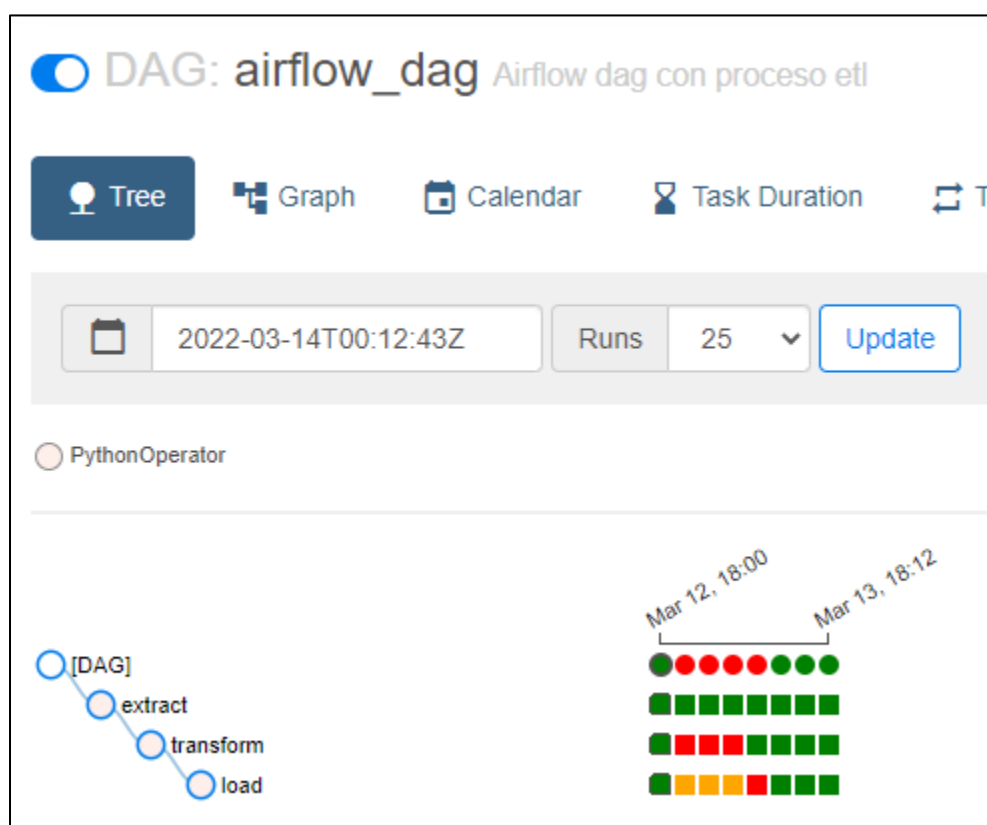 DAG: airflow_dag Airflow dag con proceso etl
Tree Graph Calendar Task Duration T
2022-03-14T00:12:43Z Runs 25 Update
PythonOperator
Mar 12, 18:00 Mar 13, 18:12
[DAG]
extract
transform
load